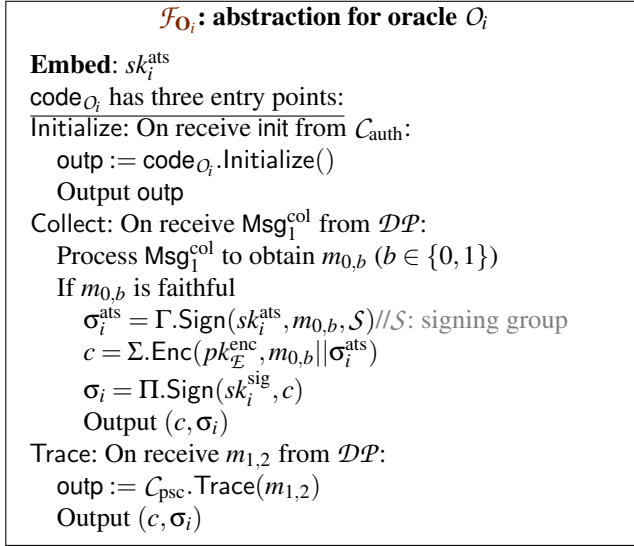 𝓕_{O_i}: abstraction for oracle 𝒪_i
Embed: sk_i^{ats}
code_{𝒪_i} has three entry points:
Initialize: On receive init from 𝒞_{auth}:
outp := code_{𝒪_i}.Initialize()
Output outp
Collect: On receive Msg_1^{col} from 𝒟𝒫:
Process Msg_1^{col} to obtain m_{0,b} (b ∈ {0,1})
If m_{0,b} is faithful
σ_i^{ats} = Γ.Sign(sk_i^{ats}, m_{0,b}, 𝒮)//𝒮: signing group
c = Σ.Enc(pk_ℰ^{enc}, m_{0,b}||σ_i^{ats})
σ_i = Π.Sign(sk_i^{sig}, c)
Output (c, σ_i)
Trace: On receive m_{1,2} from 𝒟𝒫:
outp := 𝒞_{psc}.Trace(m_{1,2})
Output (c, σ_i)